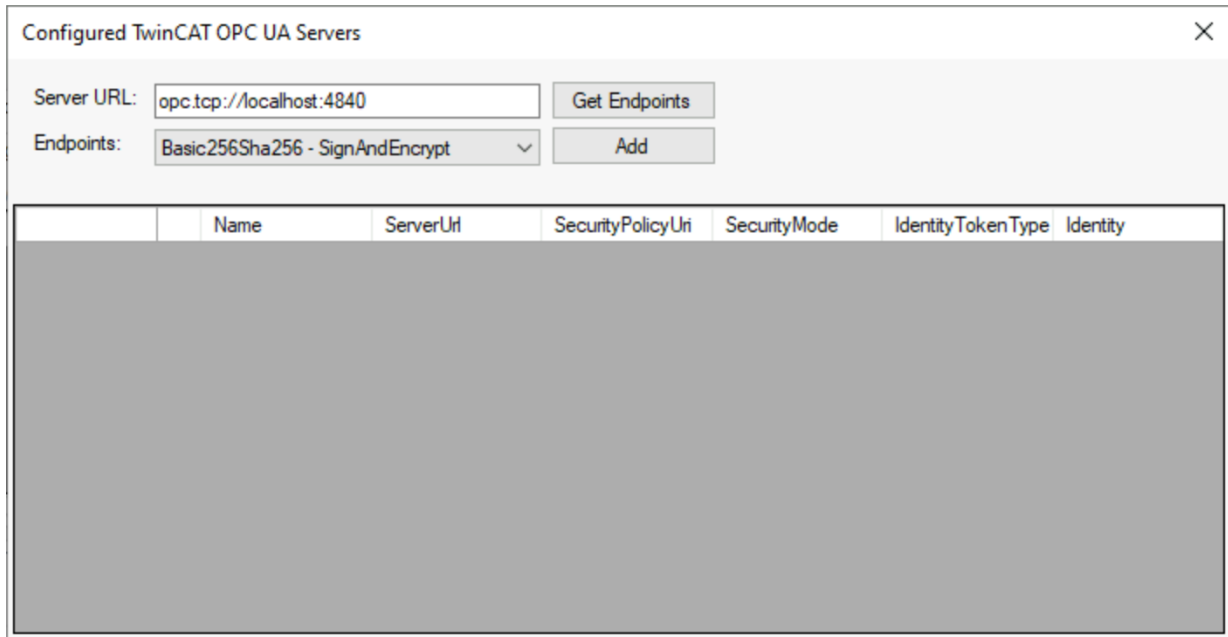 Configured TwinCAT OPC UA Servers
Server URL: opc.tcp://localhost:4840 Get Endpoints
Endpoints: Basic256Sha256 - SignAndEncrypt Add
Name ServerUrl SecurityPolicyUri SecurityMode IdentityTokenType Identity